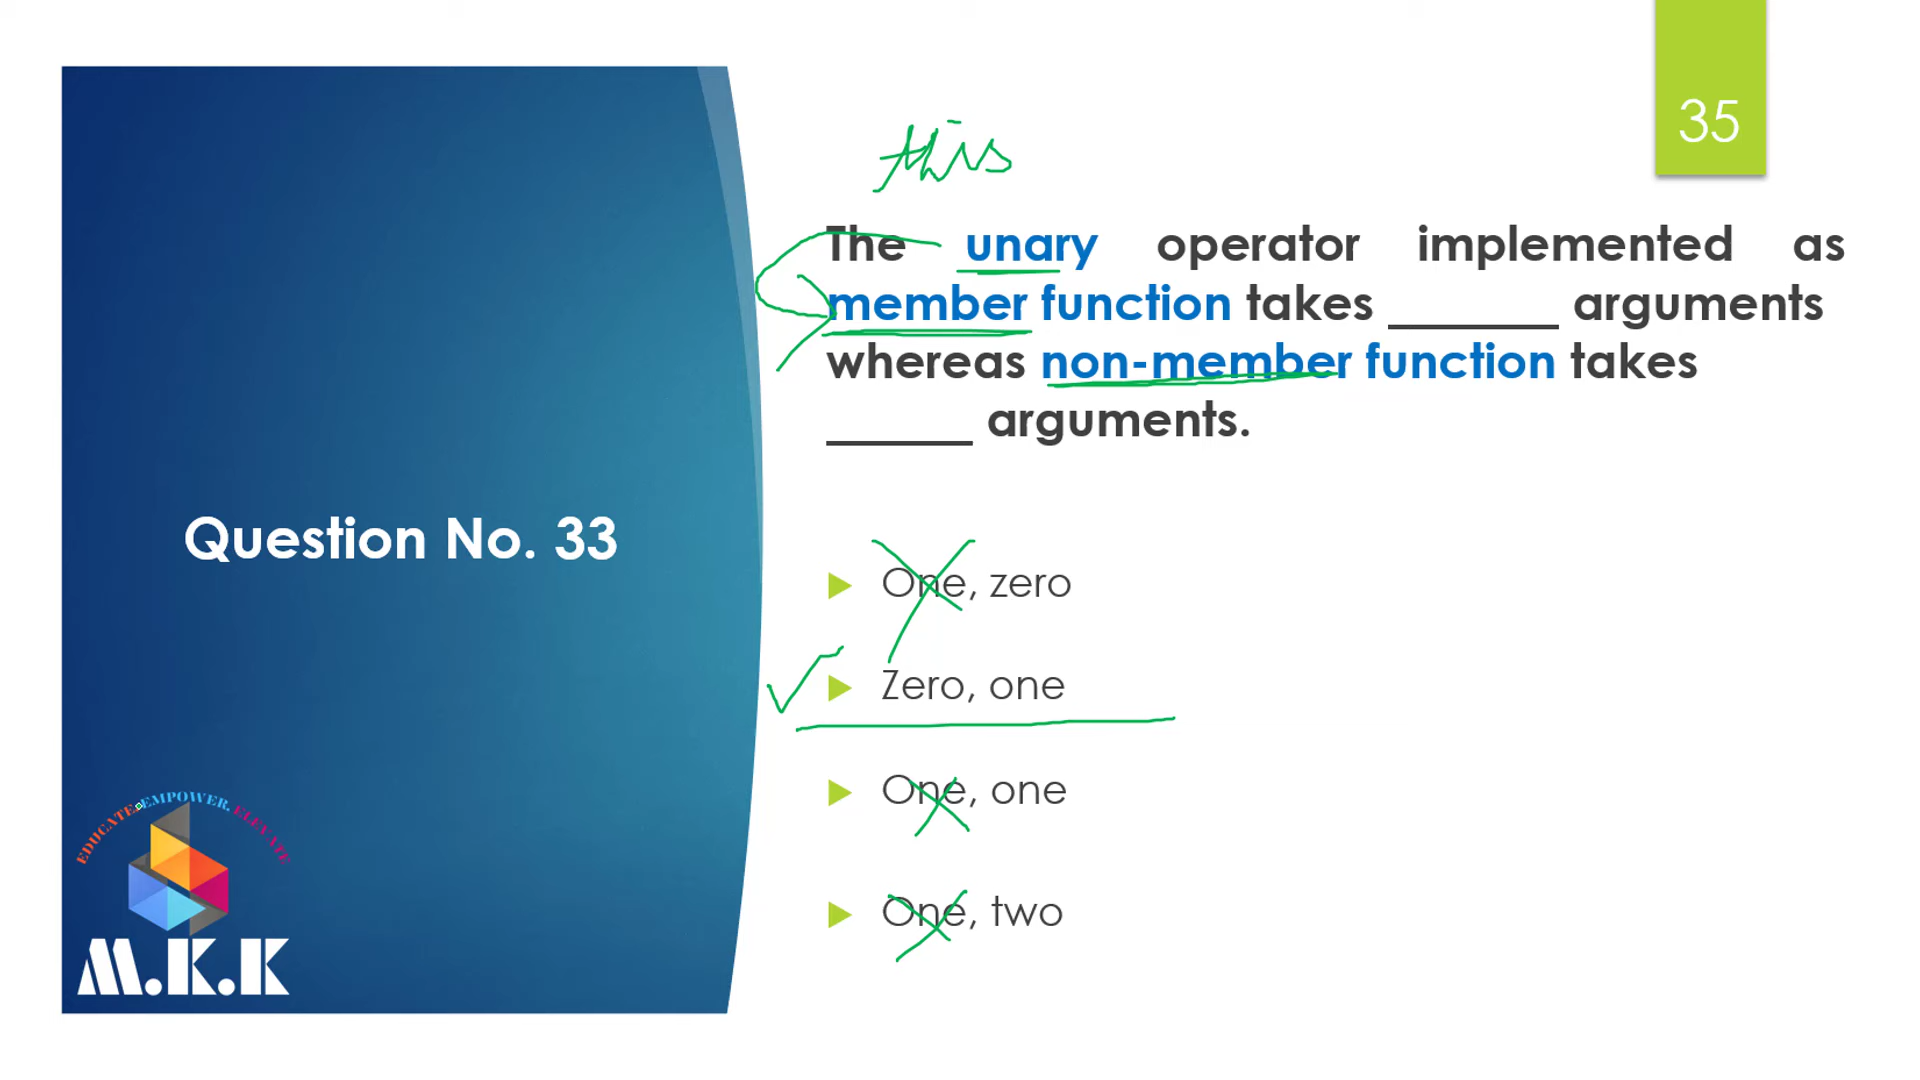 35
this
The unary operator implemented as
member function takes _______ arguments
whereas non-member function takes
______ arguments.
Question No. 33
One, zero
Zero, one
One, one
One, two
EDUCATE. EMPOWER. ELEVATE
M.K.K